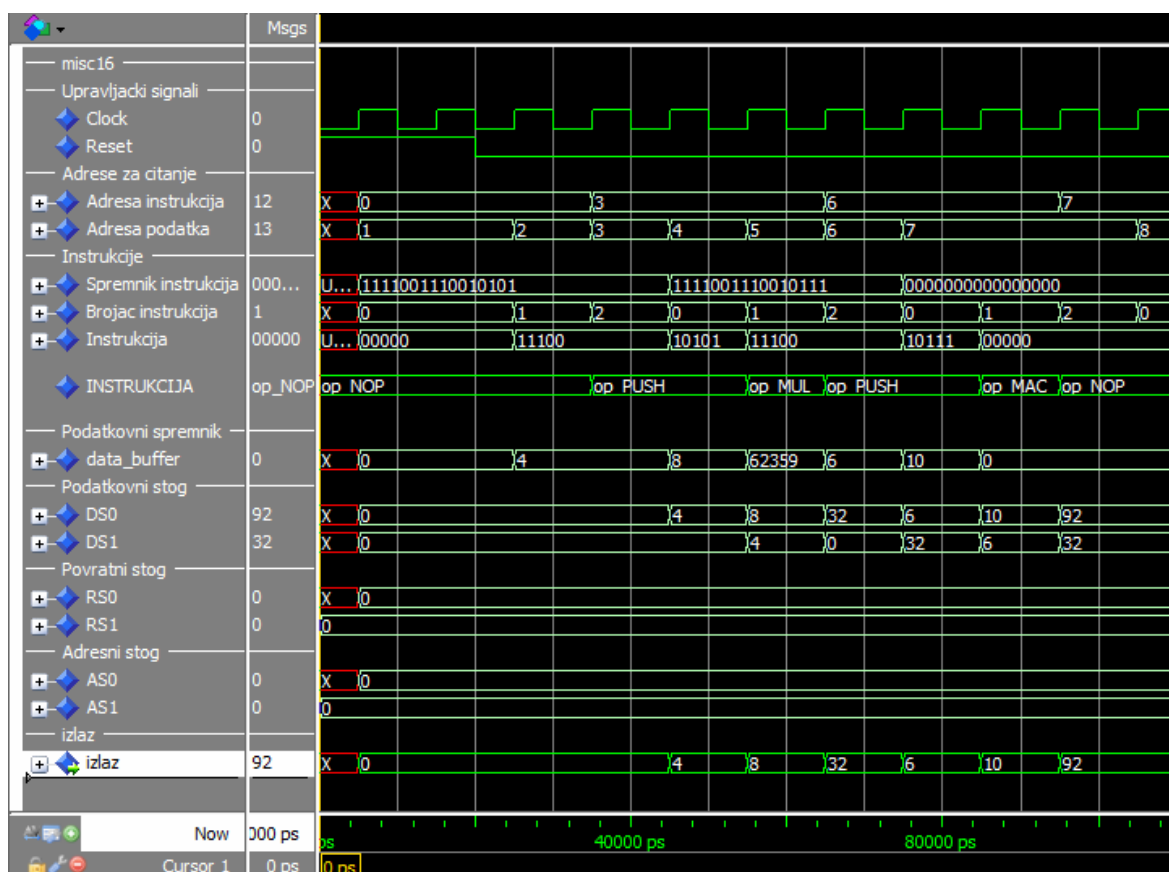 Msgs
misc16
Upravljacki signali
Clock 0
Reset 0
Adrese za citanje
Adresa instrukcija 12 X 0 3 6 7
Adresa podatka 13 X 1 2 3 4 5 6 7 8
Instrukcije
Spremnik instrukcija 000... U... 1111001110010101 1111001110010111 0000000000000000
Brojac instrukcija 1 X 0 1 2 0 1 2 0 1 2 0
Instrukcija 00000 U... 00000 11100 10101 11100 10111 00000
INSTRUKCIJA op_NOP op_NOP op_PUSH op_MUL op_PUSH op_MAC op_NOP
Podatkovni spremnik
data_buffer 0 X 0 4 8 62359 6 10 0
Podatkovni stog
DS0 92 X 0 4 8 32 6 10 92
DS1 32 X 0 4 0 32 6 32
Povratni stog
RS0 0 X 0
RS1 0 0
Adresni stog
AS0 0 X 0
AS1 0 0
izlaz
izlaz 92 X 0 4 8 32 6 10 92
Now 000 ps ps 40000 ps 80000 ps
Cursor 1 0 ps 0 ps